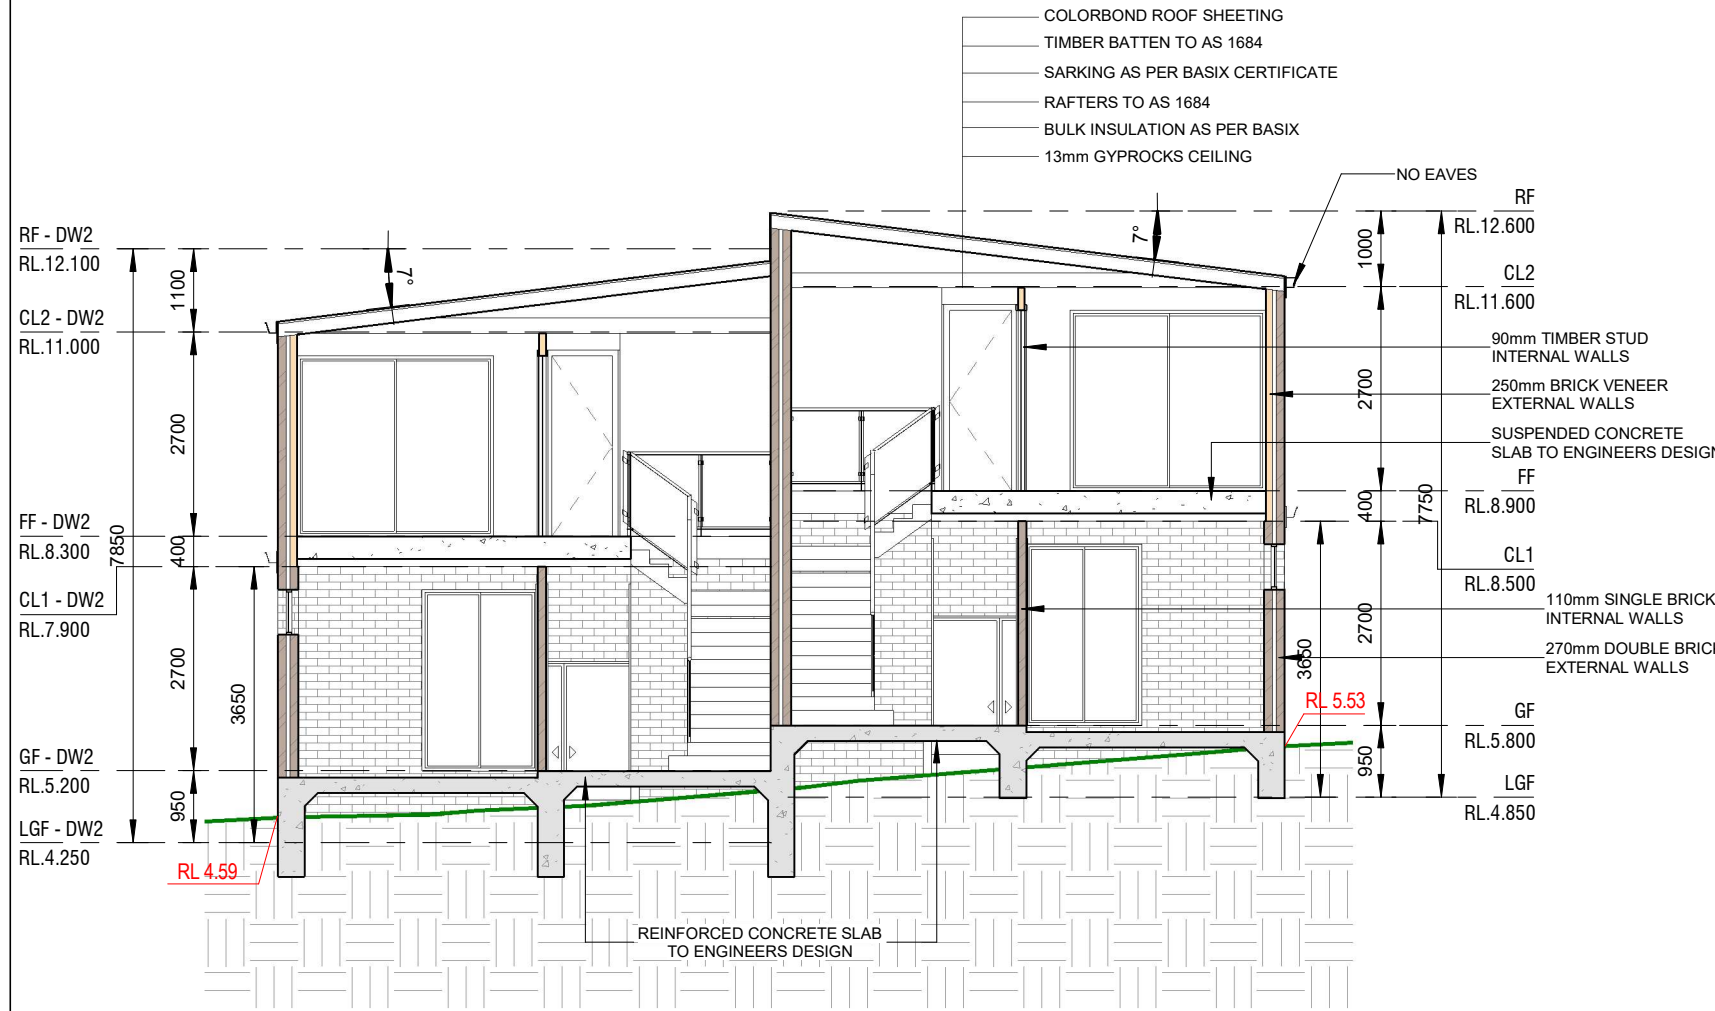 COLORBOND ROOF SHEETING
TIMBER BATTEN TO AS 1684
SARKING AS PER BASIX CERTIFICATE
RAFTERS TO AS 1684
BULK INSULATION AS PER BASIX
13mm GYPROCKS CEILING
NO EAVES
RF - DW2
RL.12.100
1100
CL2 - DW2
RL.11.000
2700
FF - DW2
RL.8.300
7850
400
CL1 - DW2
RL.7.900
2700
3650
GF - DW2
RL.5.200
950
LGF - DW2
RL.4.250
RL 4.59
7°
7°
RF
RL.12.600
1000
CL2
RL.11.600
90mm TIMBER STUD
INTERNAL WALLS
2700
250mm BRICK VENEER
EXTERNAL WALLS
SUSPENDED CONCRETE
SLAB TO ENGINEERS DESIGN
FF
RL.8.900
400
7750
CL1
RL.8.500
110mm SINGLE BRICK
INTERNAL WALLS
2700
3650
270mm DOUBLE BRICK
EXTERNAL WALLS
RL 5.53
GF
RL.5.800
950
LGF
RL.4.850
REINFORCED CONCRETE SLAB
TO ENGINEERS DESIGN